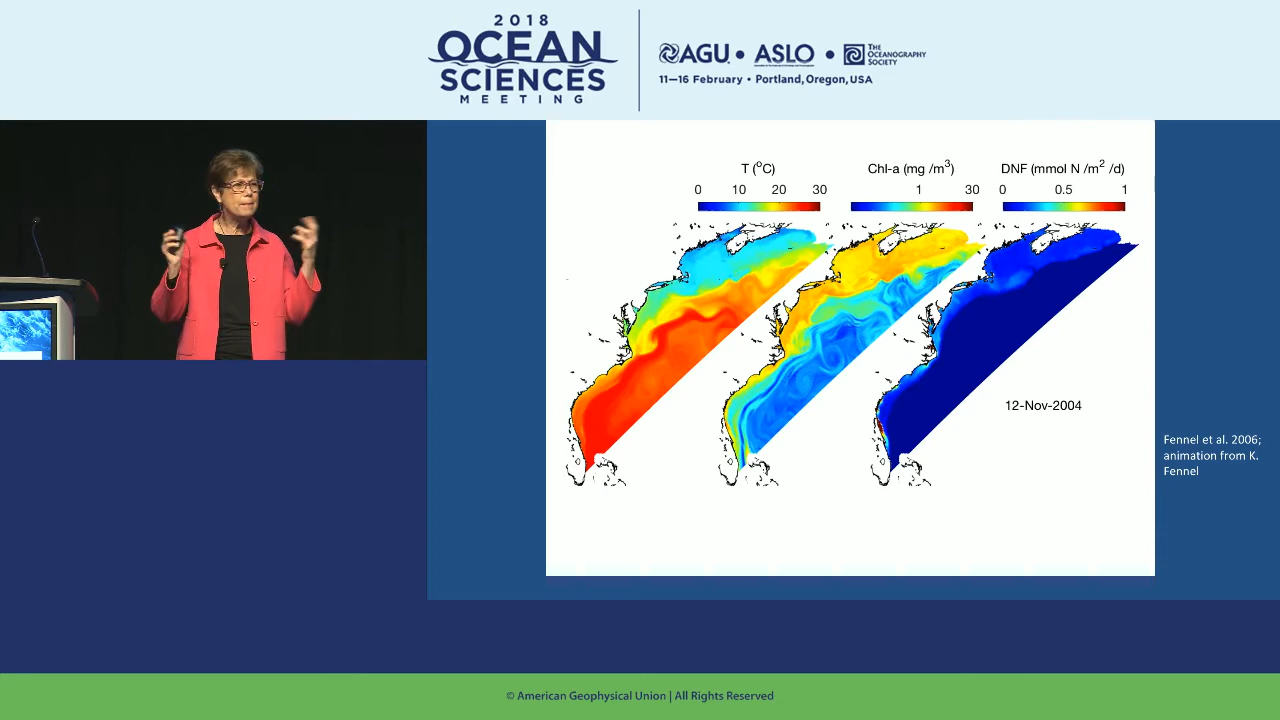 2018
OCEAN
SCIENCES
MEETING
AGU • ASLO • THE OCEANOGRAPHY SOCIETY
11—16 February • Portland, Oregon, USA
T (°C)
0 10 20 30
Chl-a (mg /m³)
1 30
DNF (mmol N /m² /d)
0 0.5 1
12-Nov-2004
Fennel et al. 2006;
animation from K.
Fennel
© American Geophysical Union | All Rights Reserved